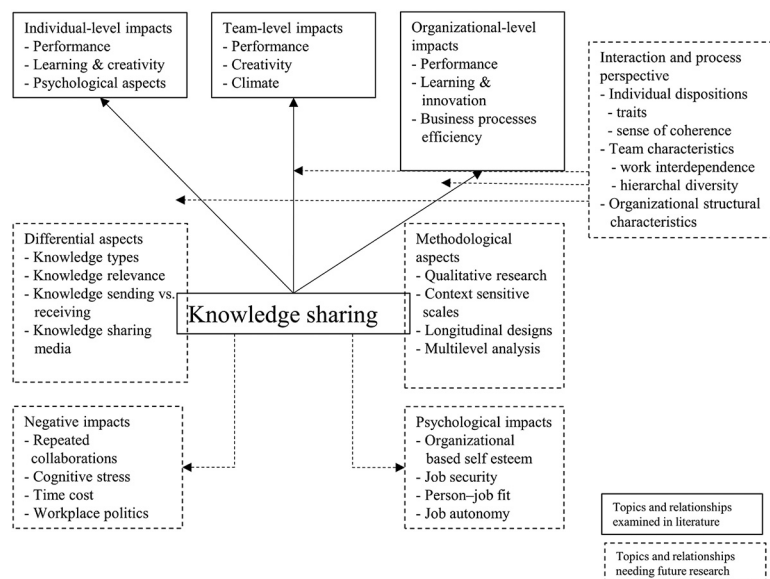 Individual-level impacts
- Performance
- Learning & creativity
- Psychological aspects
Team-level impacts
- Performance
- Creativity
- Climate
Organizational-level
impacts
- Performance
- Learning &
innovation
- Business processes
efficiency
Interaction and process
perspective
- Individual dispositions
- traits
- sense of coherence
- Team characteristics
- work interdependence
- hierarchal diversity
- Organizational structural
characteristics
Differential aspects
- Knowledge types
- Knowledge relevance
- Knowledge sending vs.
receiving
- Knowledge sharing
media
Knowledge sharing
Methodological
aspects
- Qualitative research
- Context sensitive
scales
- Longitudinal designs
- Multilevel analysis
Negative impacts
- Repeated
collaborations
- Cognitive stress
- Time cost
- Workplace politics
Psychological impacts
- Organizational
based self esteem
- Job security
- Person–job fit
- Job autonomy
Topics and relationships
examined in literature
Topics and relationships
needing future research